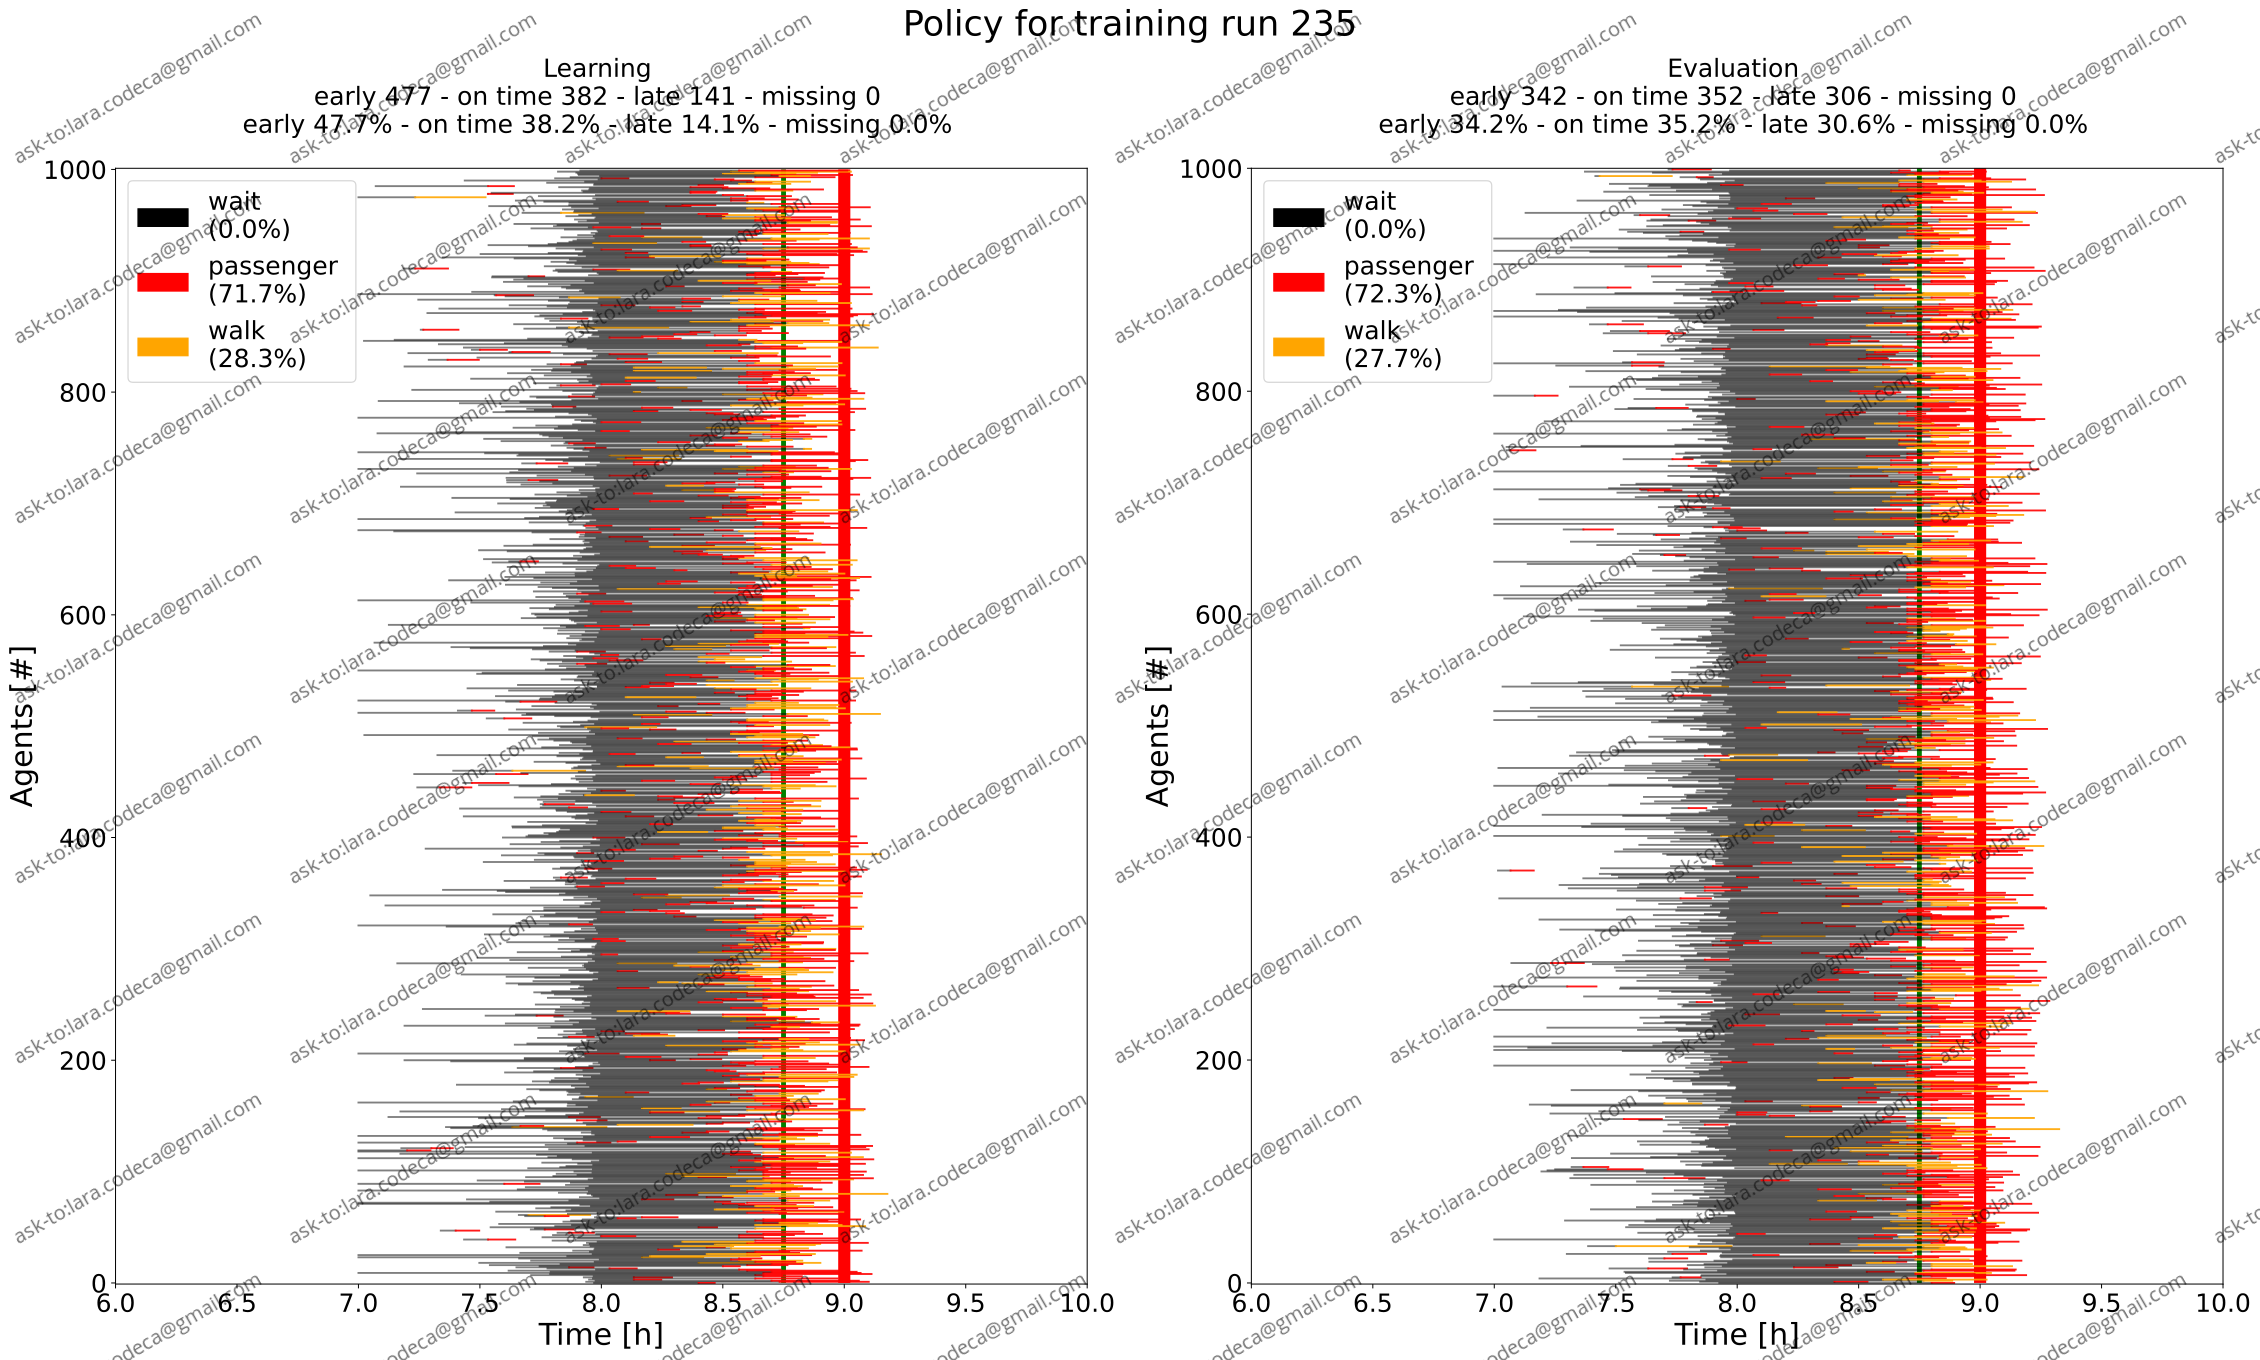 Policy for training run 235
Learning
early 477 - on time 382 - late 141 - missing 0
early 47.7% - on time 38.2% - late 14.1% - missing 0.0%
wait
(0.0%)
passenger
(71.7%)
walk
(28.3%)
Agents [#]
1000
800
600
400
200
0
6.0 6.5 7.0 7.5 8.0 8.5 9.0 9.5 10.0
Time [h]
Evaluation
early 342 - on time 352 - late 306 - missing 0
early 34.2% - on time 35.2% - late 30.6% - missing 0.0%
wait
(0.0%)
passenger
(72.3%)
walk
(27.7%)
Agents [#]
1000
800
600
400
200
0
6.0 6.5 7.0 7.5 8.0 8.5 9.0 9.5 10.0
Time [h]
ask-to:lara.codeca@gmail.com